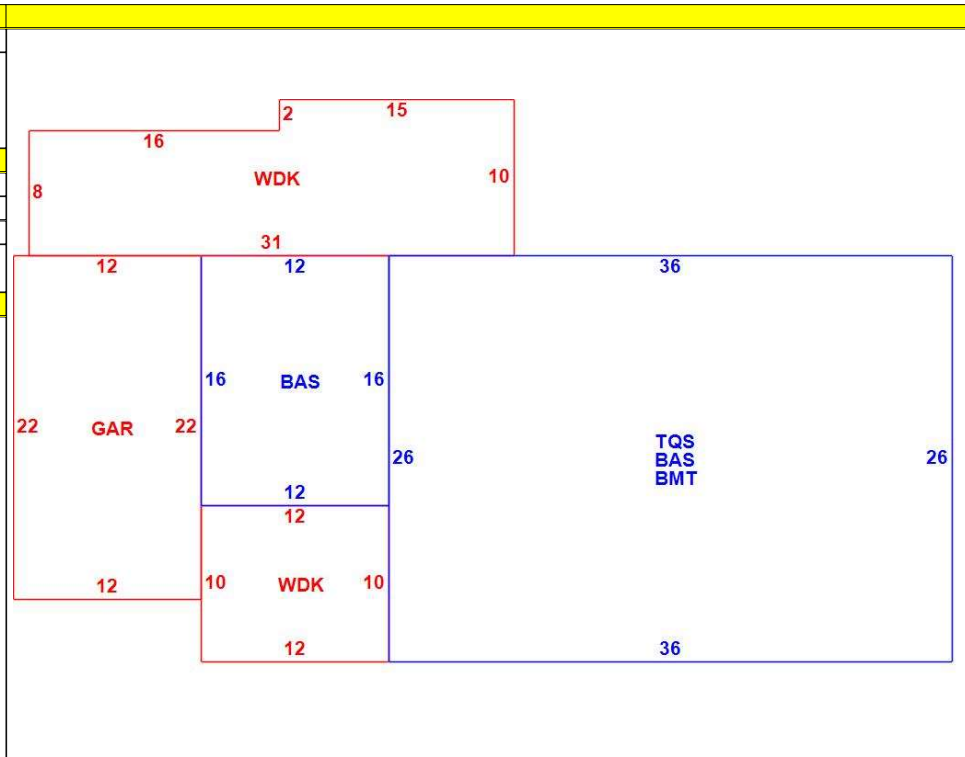 2 15
16
8 WDK 10
31
12 12 36
16 BAS 16
22 GAR 22
26 TQS 26
BAS
BMT
12
12
12 10 WDK 10
12 36